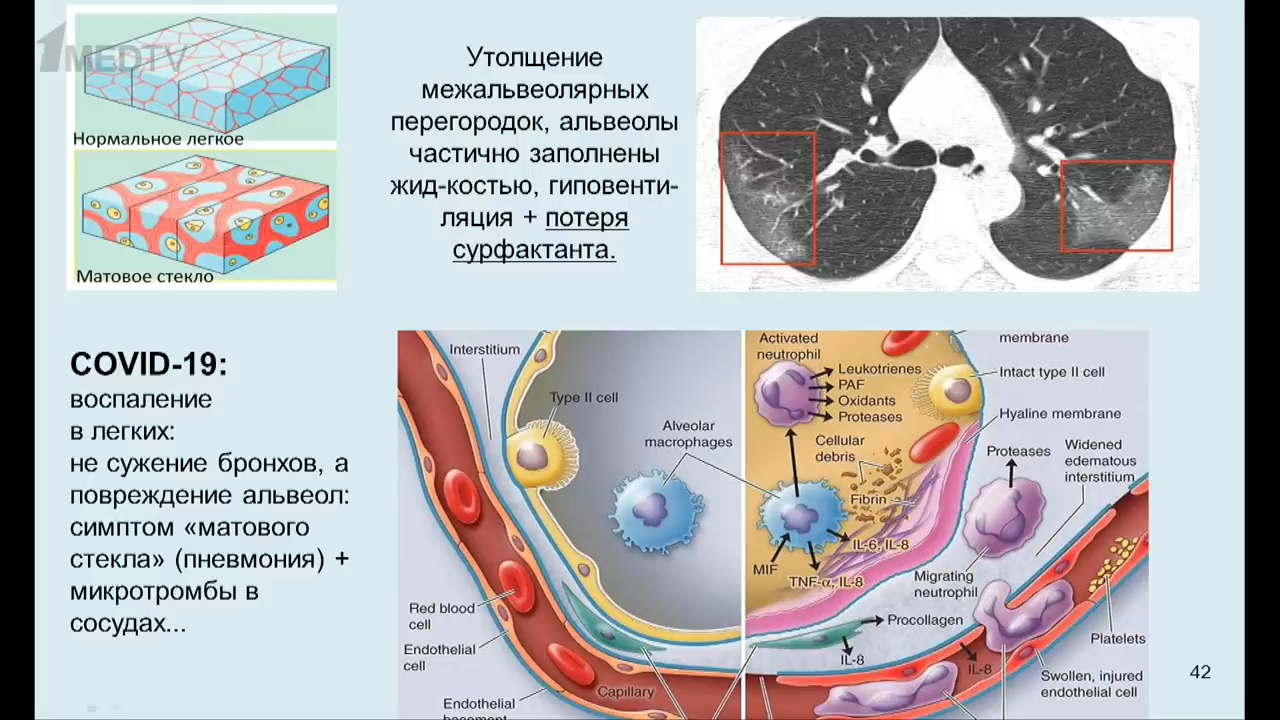 1MEDTV
Нормальное легкое
Матовое стекло
Утолщение
межальвеолярных
перегородок, альвеолы
частично заполнены
жид-костью, гиповенти-
ляция + потеря
сурфактанта.
COVID-19:
воспаление
в легких:
не сужение бронхов, а
повреждение альвеол:
симптом «матового
стекла» (пневмония) +
микротромбы в
сосудах...
Interstitium
Type II cell
Alveolar
macrophages
Red blood
cell
Endothelial
cell
Capillary
Endothelial
basement
Activated
neutrophil
Leukotrienes
PAF
Oxidants
Proteases
Cellular
debris
Fibrin
IL-6, IL-8
MIF
TNF-α, IL-8
membrane
Intact type II cell
Hyaline membrane
Proteases
Widened
edematous
interstitium
Migrating
neutrophil
Procollagen
IL-8
IL-8
Platelets
Swollen, injured
endothelial cell
42